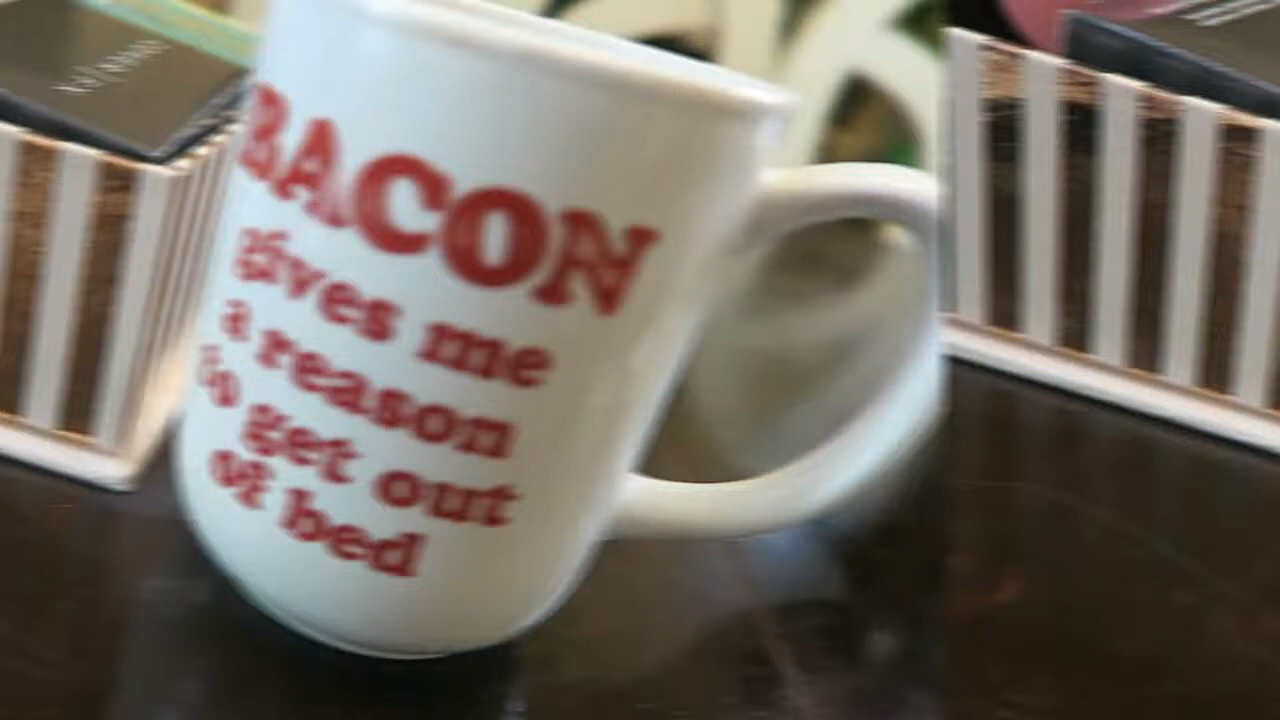 BACON
gives me
a reason
to get out
of bed